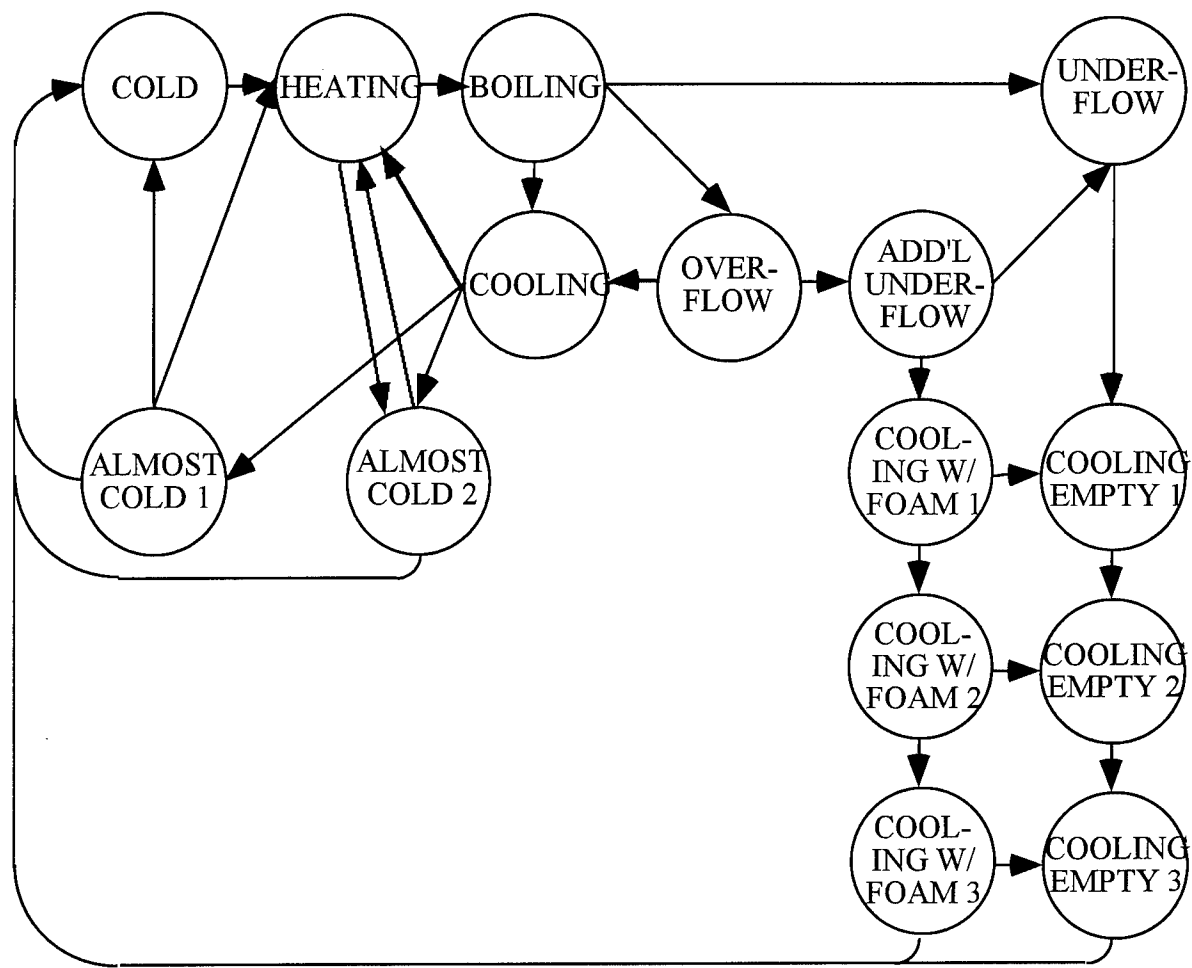 COLD
HEATING
BOILING
UNDER-
FLOW
COOLING
OVER-
FLOW
ADD'L
UNDER-
FLOW
ALMOST
COLD 1
ALMOST
COLD 2
COOL-
ING W/
FOAM 1
COOLING
EMPTY 1
COOL-
ING W/
FOAM 2
COOLING
EMPTY 2
COOL-
ING W/
FOAM 3
COOLING
EMPTY 3